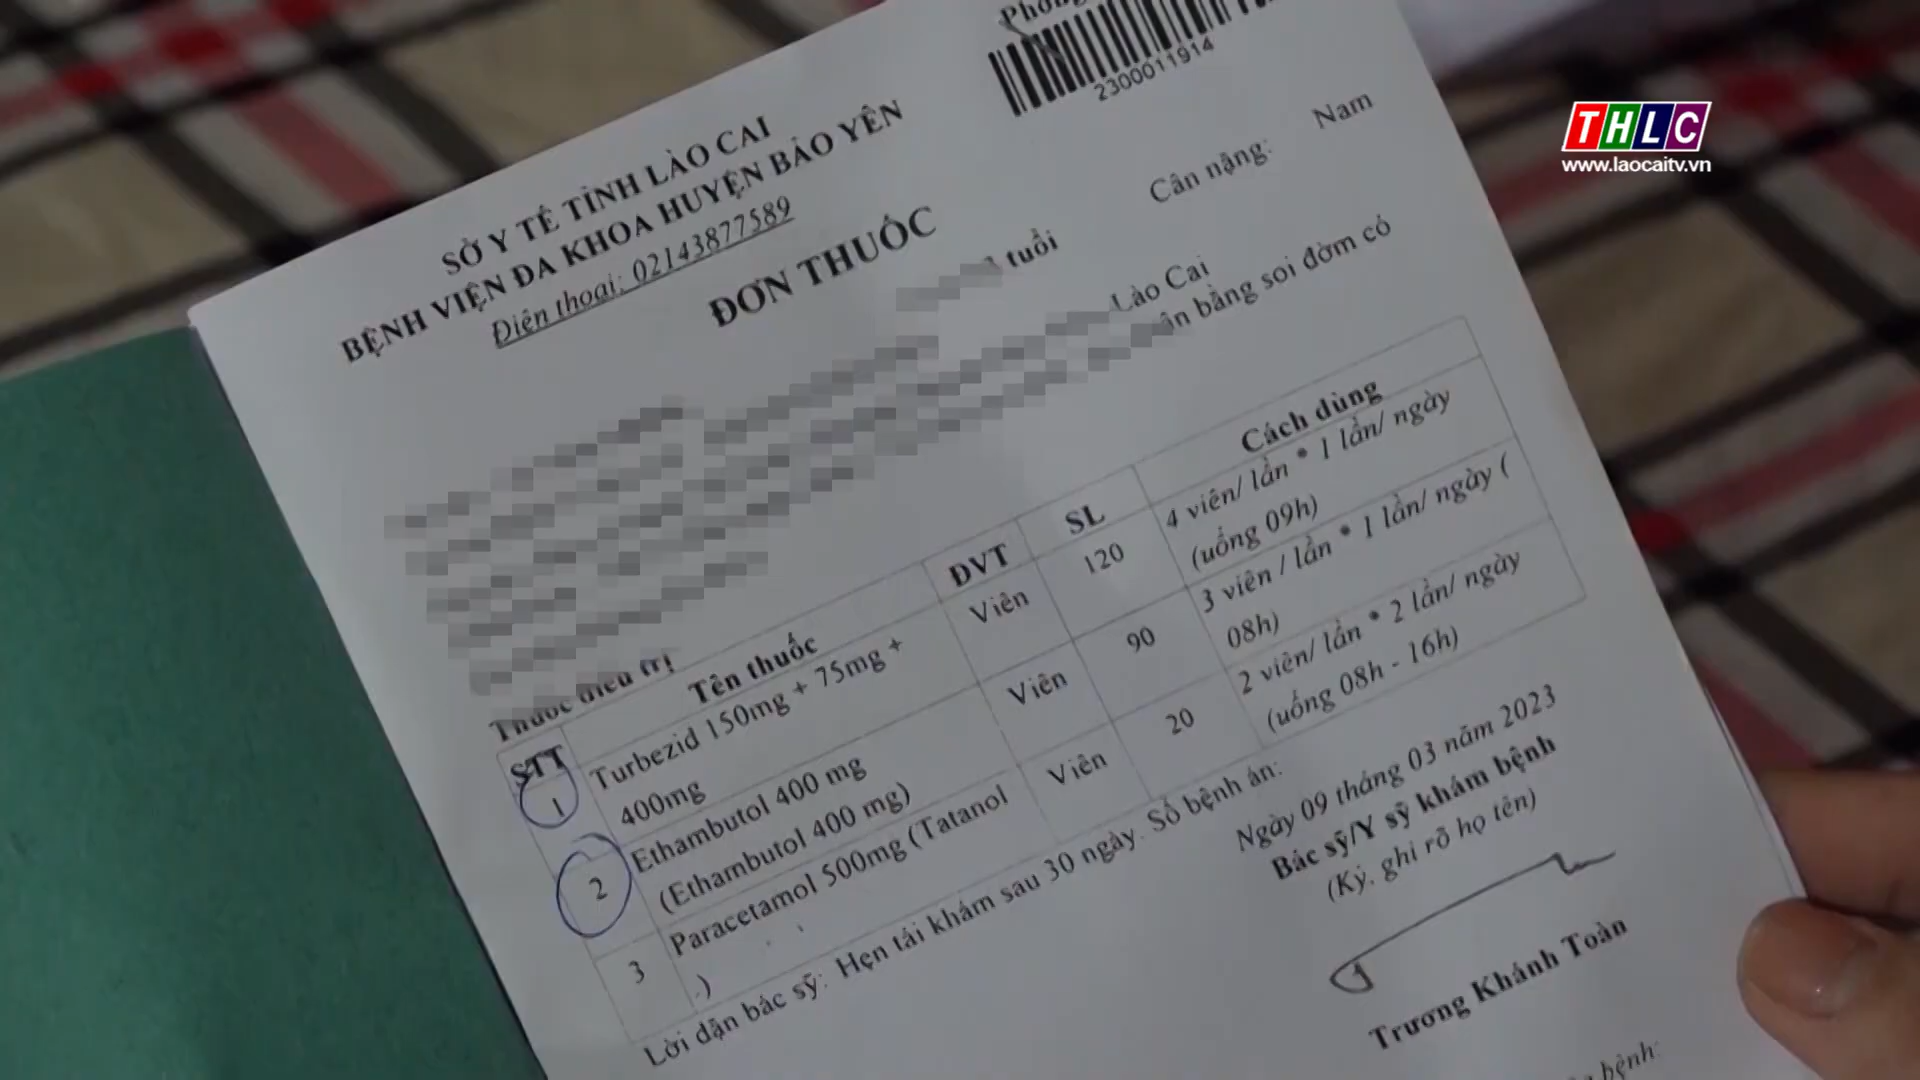 THLC
www.laocaitv.vn
2300011914
SỞ Y TẾ TỈNH LÀO CAI
BỆNH VIỆN ĐA KHOA HUYỆN BẢO YÊN
Điện thoại: 02143877589
ĐƠN THUỐC
tuổi
Cân nặng:
Nam
Lào Cai
bằng soi đờm có
Thuốc điều trị
STT Tên thuốc ĐVT SL Cách dùng
1 Turbezid 150mg + 75mg + 400mg Viên 120 4 viên/ lần * 1 lần/ ngày (uống 09h)
2 Ethambutol 400 mg (Ethambutol 400 mg) Viên 90 3 viên / lần * 1 lần/ ngày ( 08h)
3 Paracetamol 500mg (Tatanol .) Viên 20 2 viên/ lần * 2 lần/ ngày (uống 08h - 16h)
Lời dặn bác sỹ: Hẹn tái khám sau 30 ngày. Số bệnh án:
Ngày 09 tháng 03 năm 2023
Bác sỹ/Y sỹ khám bệnh
(Ký, ghi rõ họ tên)
Trương Khánh Toàn
bệnh: